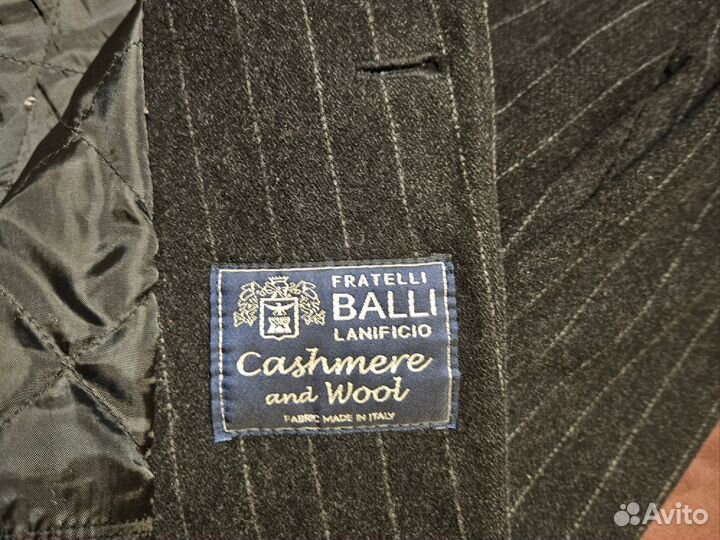 FRATELLI
BALLI
LANIFICIO
Cashmere
and Wool
FABRIC MADE IN ITALY
Avito